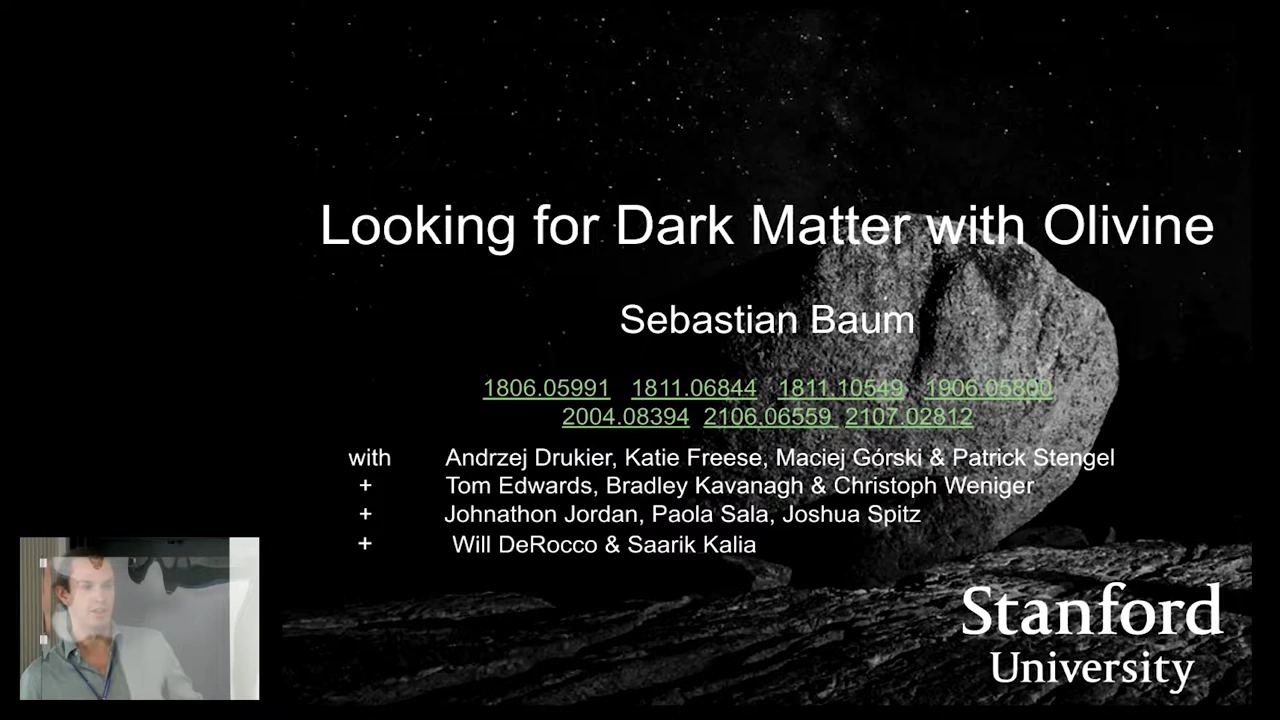 Looking for Dark Matter with Olivine
Sebastian Baum
1806.05991 1811.06844 1811.10549 1906.05800
2004.08394 2106.06559 2107.02812
with Andrzej Drukier, Katie Freese, Maciej Górski & Patrick Stengel
+ Tom Edwards, Bradley Kavanagh & Christoph Weniger
+ Johnathon Jordan, Paola Sala, Joshua Spitz
+ Will DeRocco & Saarik Kalia
Stanford
University